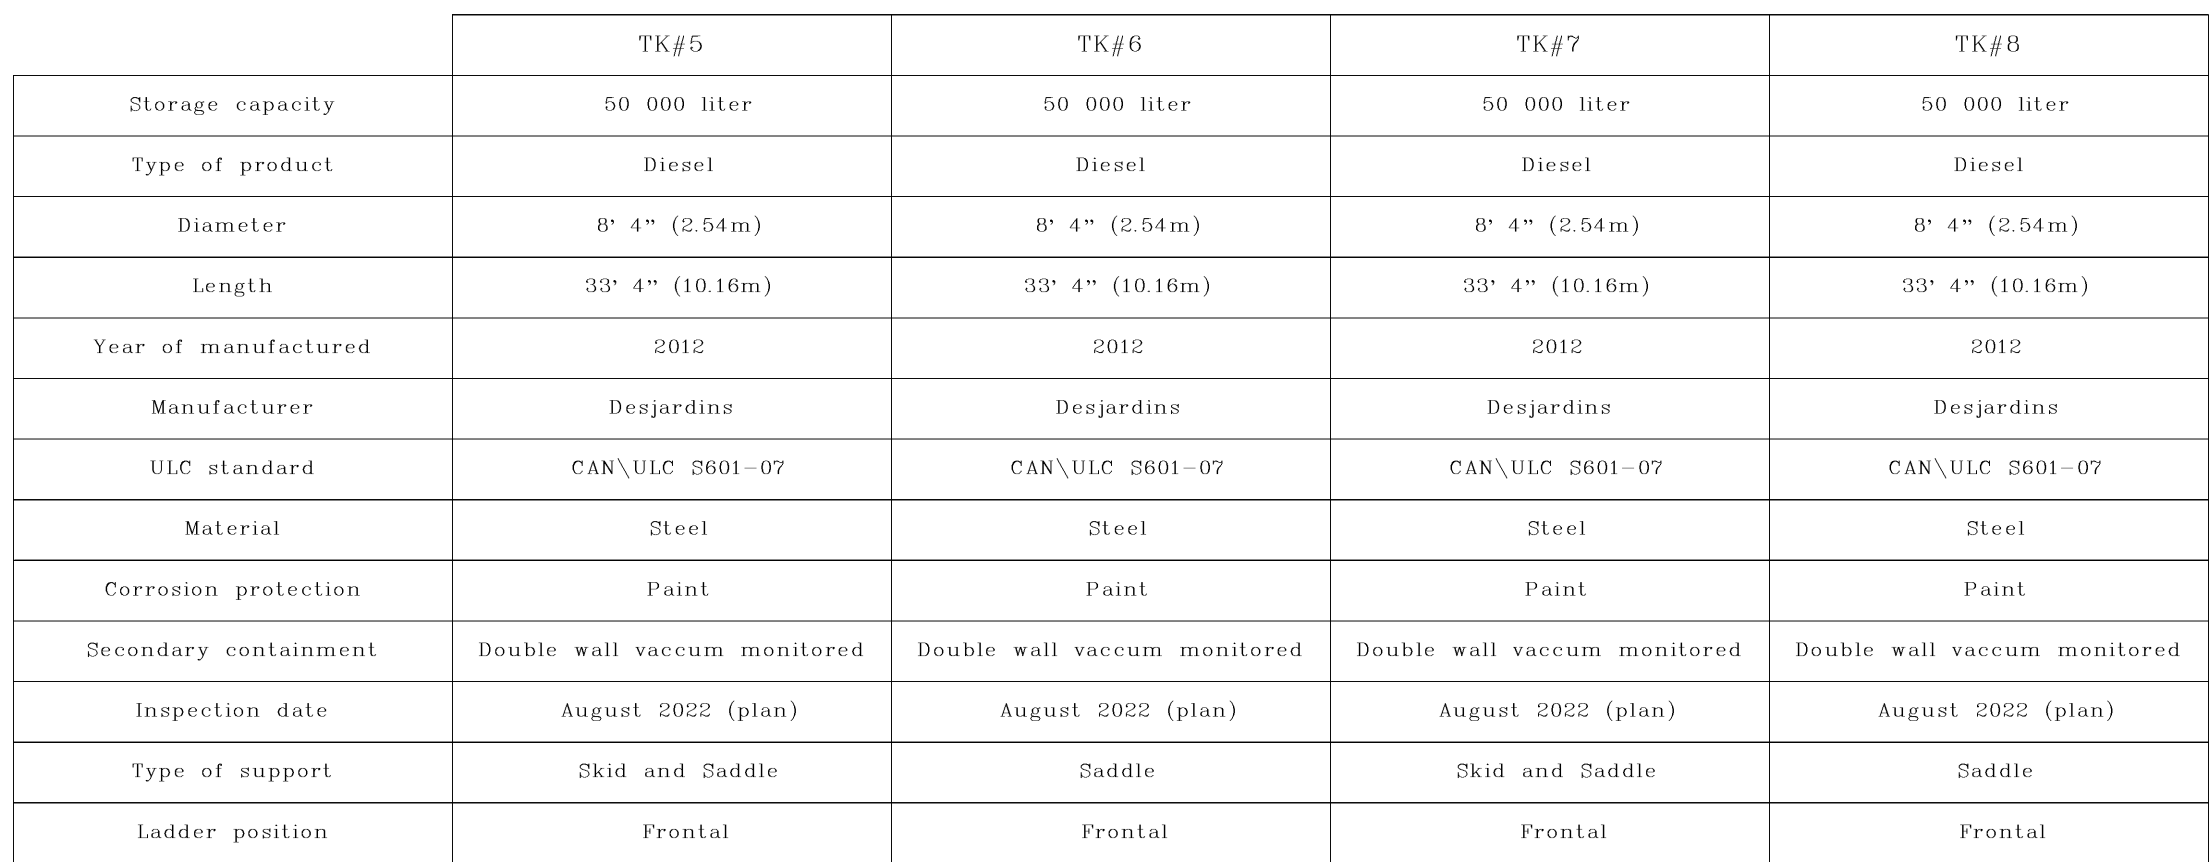 TK#5 TK#6 TK#7 TK#8
Storage capacity 50 000 liter 50 000 liter 50 000 liter 50 000 liter
Type of product Diesel Diesel Diesel Diesel
Diameter 8' 4" (2.54m) 8' 4" (2.54m) 8' 4" (2.54m) 8' 4" (2.54m)
Length 33' 4" (10.16m) 33' 4" (10.16m) 33' 4" (10.16m) 33' 4" (10.16m)
Year of manufactured 2012 2012 2012 2012
Manufacturer Desjardins Desjardins Desjardins Desjardins
ULC standard CAN\ULC S601-07 CAN\ULC S601-07 CAN\ULC S601-07 CAN\ULC S601-07
Material Steel Steel Steel Steel
Corrosion protection Paint Paint Paint Paint
Secondary containment Double wall vaccum monitored Double wall vaccum monitored Double wall vaccum monitored Double wall vaccum monitored
Inspection date August 2022 (plan) August 2022 (plan) August 2022 (plan) August 2022 (plan)
Type of support Skid and Saddle Saddle Skid and Saddle Saddle
Ladder position Frontal Frontal Frontal Frontal